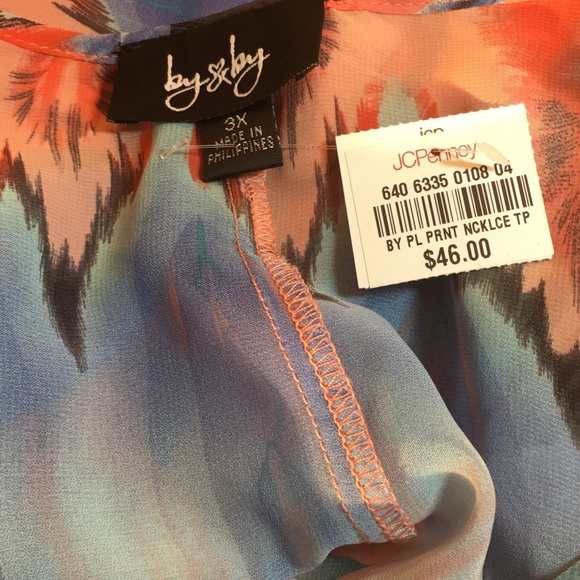 by & by
3X
MADE IN
PHILIPPINES
jcp
JCPenney
640 6335 0108 04
BY PL PRNT NCKLCE TP
$46.00